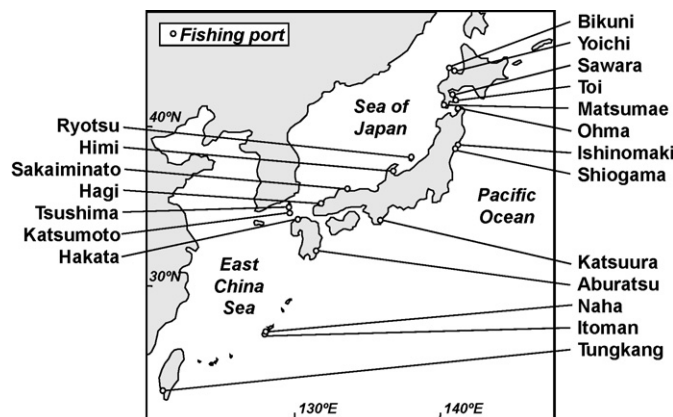 Fishing port
Bikuni
Yoichi
Sawara
Toi
Matsumae
Ohma
Ishinomaki
Shiogama
40ºN
Sea of
Japan
Ryotsu
Himi
Sakaiminato
Hagi
Tsushima
Katsumoto
Hakata
Pacific
Ocean
30ºN
East
China
Sea
Katsuura
Aburatsu
Naha
Itoman
Tungkang
130ºE
140ºE